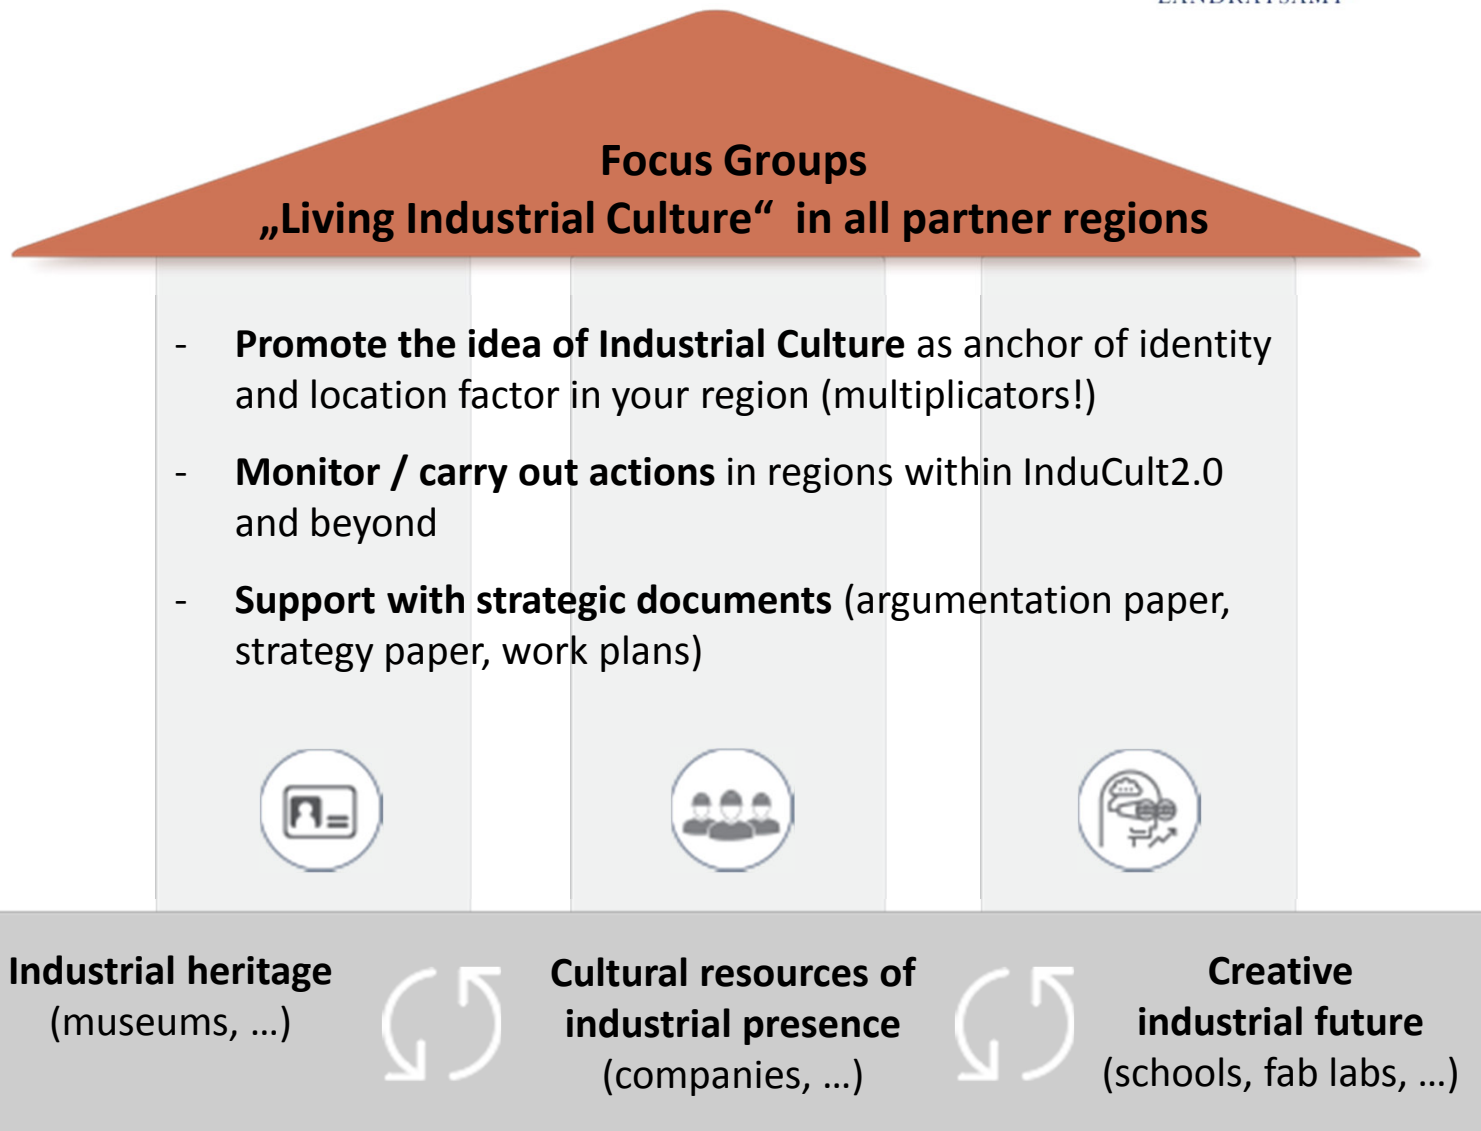 Focus Groups
„Living Industrial Culture“ in all partner regions
- Promote the idea of Industrial Culture as anchor of identity
and location factor in your region (multiplicators!)
- Monitor / carry out actions in regions within InduCult2.0
and beyond
- Support with strategic documents (argumentation paper,
strategy paper, work plans)
Industrial heritage
(museums, ...)
Cultural resources of
industrial presence
(companies, ...)
Creative
industrial future
(schools, fab labs, ...)